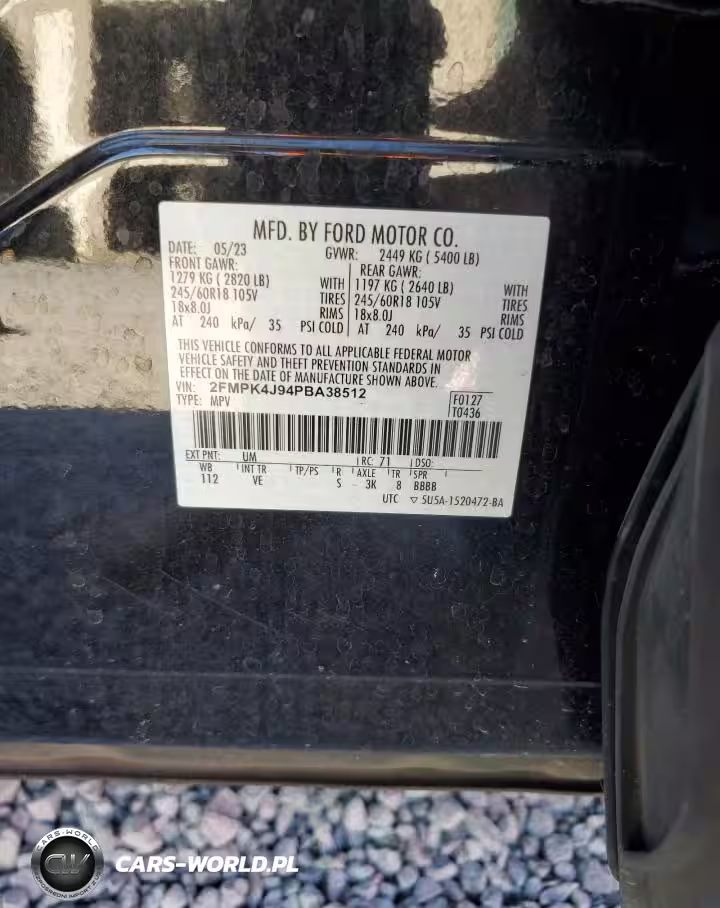 MFD. BY FORD MOTOR CO.
DATE: 05/23 GVWR: 2449 KG ( 5400 LB)
FRONT GAWR: REAR GAWR:
1279 KG ( 2820 LB) WITH 1197 KG ( 2640 LB) WITH
245/60R18 105V TIRES 245/60R18 105V TIRES
18x8.0J RIMS 18x8.0J RIMS
AT 240 kPa/ 35 PSI COLD AT 240 kPa/ 35 PSI COLD
THIS VEHICLE CONFORMS TO ALL APPLICABLE FEDERAL MOTOR
VEHICLE SAFETY AND THEFT PREVENTION STANDARDS IN
EFFECT ON THE DATE OF MANUFACTURE SHOWN ABOVE.
VIN: 2FMPK4J94PBA38512 F0127
TYPE: MPV T0436
EXT PNT: UM RC: 71 DSO:
WB INT TR TP/PS R AXLE TR SPR
112 VE S 3K 8 BBBB
UTC ▽ 5U5A-1520472-BA
CARS-WORLD
CW
CARS-WORLD.PL